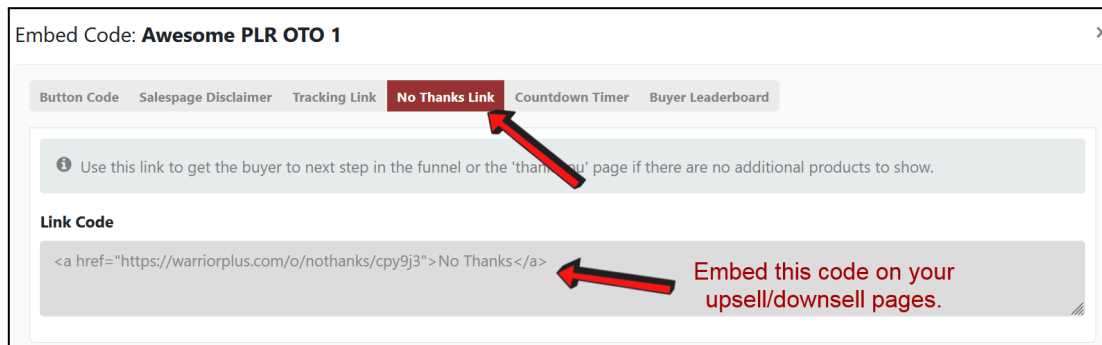 Embed Code: Awesome PLR OTO 1
Button Code Salespage Disclaimer Tracking Link No Thanks Link Countdown Timer Buyer Leaderboard
Use this link to get the buyer to next step in the funnel or the 'thank you' page if there are no additional products to show.
Link Code
<a href="https://warriorplus.com/o/nothanks/cpy9j3">No Thanks</a>
Embed this code on your
upsell/downsell pages.